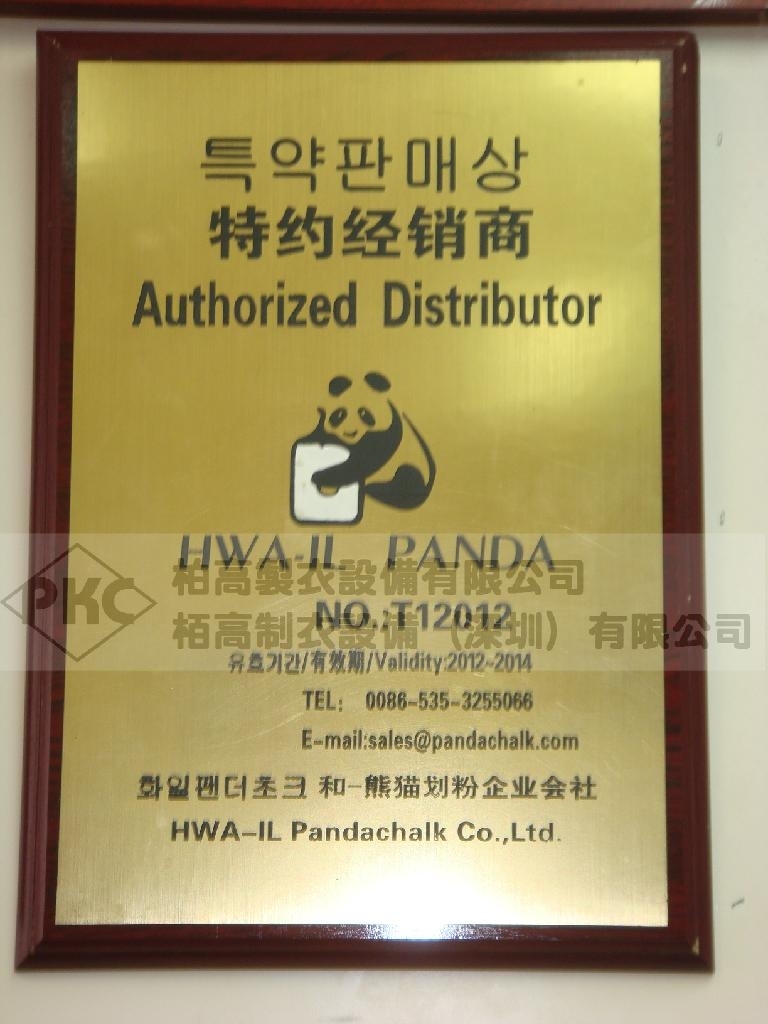 특약판매상
特约经销商
Authorized Distributor
HWA-IL PANDA
PKC
柏高製衣設備有限公司
NO.:T12012
栢高制衣設備（深圳）有限公司
유효기간/有效期/Validity:2012-2014
TEL: 0086-535-3255066
E-mail:sales@pandachalk.com
화일팬더초크 和一熊猫划粉企业会社
HWA-IL Pandachalk Co.,Ltd.